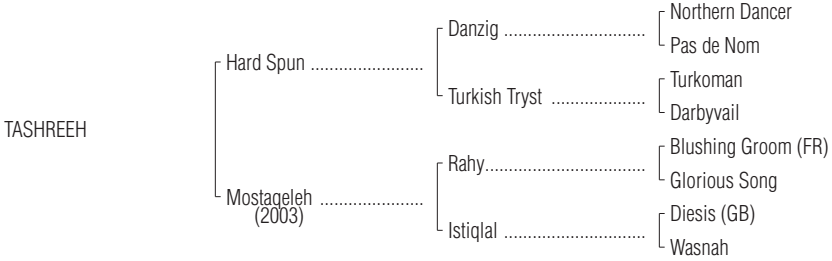 Northern Dancer
Danzig ..............................
Pas de Nom
Hard Spun ........................
Turkoman
Turkish Tryst ....................
Darbyvail
TASHREEH
Blushing Groom (FR)
Rahy..................................
Glorious Song
Mostaqeleh ......................
(2003)
Diesis (GB)
Istiqlal ..............................
Wasnah